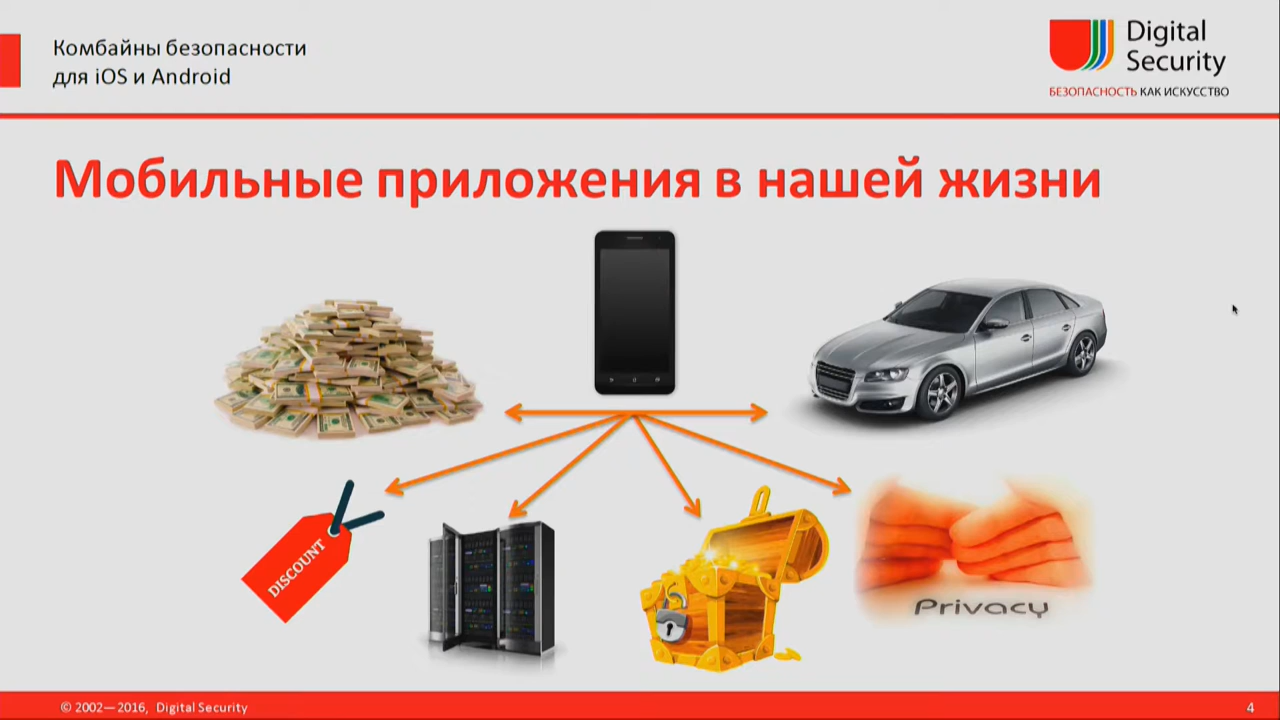 Комбайны безопасности
для iOS и Android
Digital
Security
БЕЗОПАСНОСТЬ КАК ИСКУССТВО
Мобильные приложения в нашей жизни
DISCOUNT
Privacy
© 2002—2016, Digital Security
4